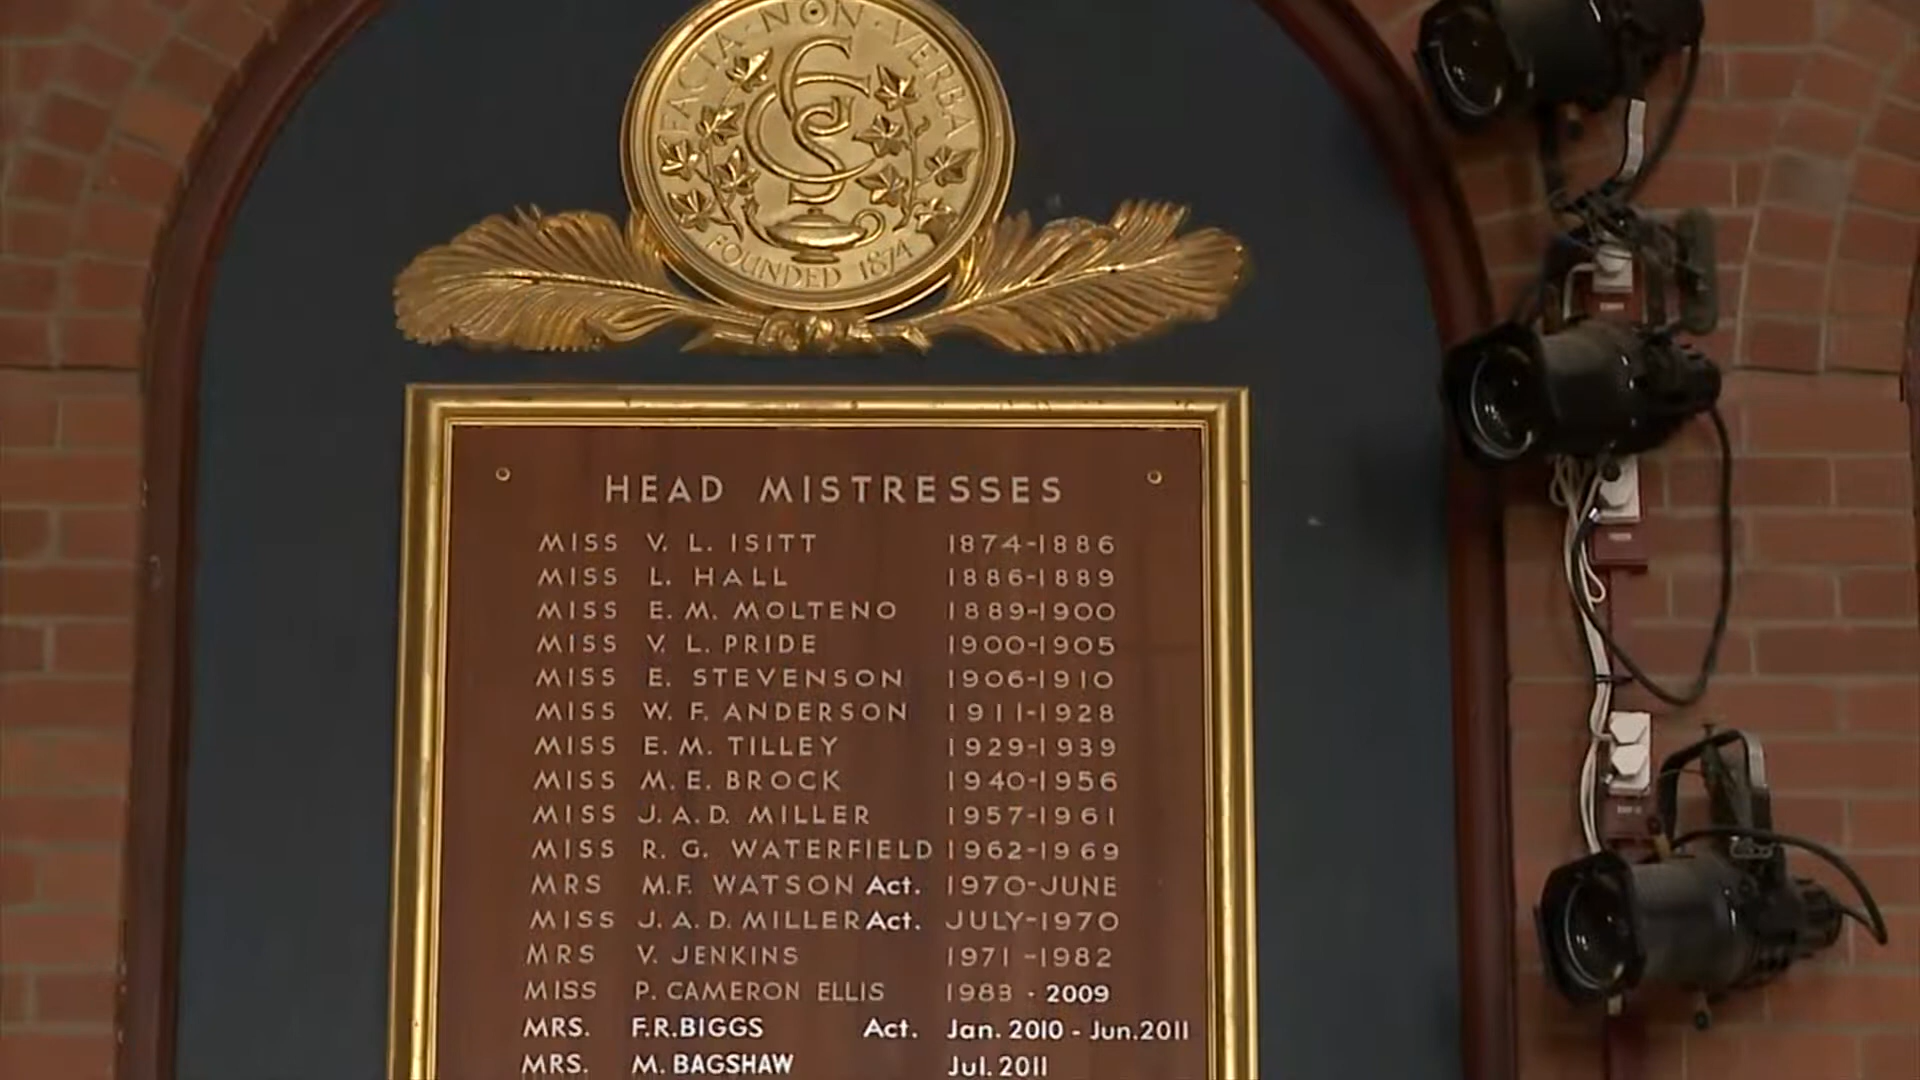 FACTA · NON · VERBA
CGS
FOUNDED 1874
HEAD MISTRESSES
MISS V. L. ISITT 1874-1886
MISS L. HALL 1886-1889
MISS E. M. MOLTENO 1889-1900
MISS V. L. PRIDE 1900-1905
MISS E. STEVENSON 1906-1910
MISS W. F. ANDERSON 1911-1928
MISS E. M. TILLEY 1929-1939
MISS M. E. BROCK 1940-1956
MISS J. A. D. MILLER 1957-1961
MISS R. G. WATERFIELD 1962-1969
MRS M.F. WATSON Act. 1970-JUNE
MISS J. A. D. MILLER Act. JULY-1970
MRS V. JENKINS 1971-1982
MISS P. CAMERON ELLIS 1983 - 2009
MRS. F.R.BIGGS Act. Jan. 2010 - Jun.2011
MRS. M. BAGSHAW Jul. 2011